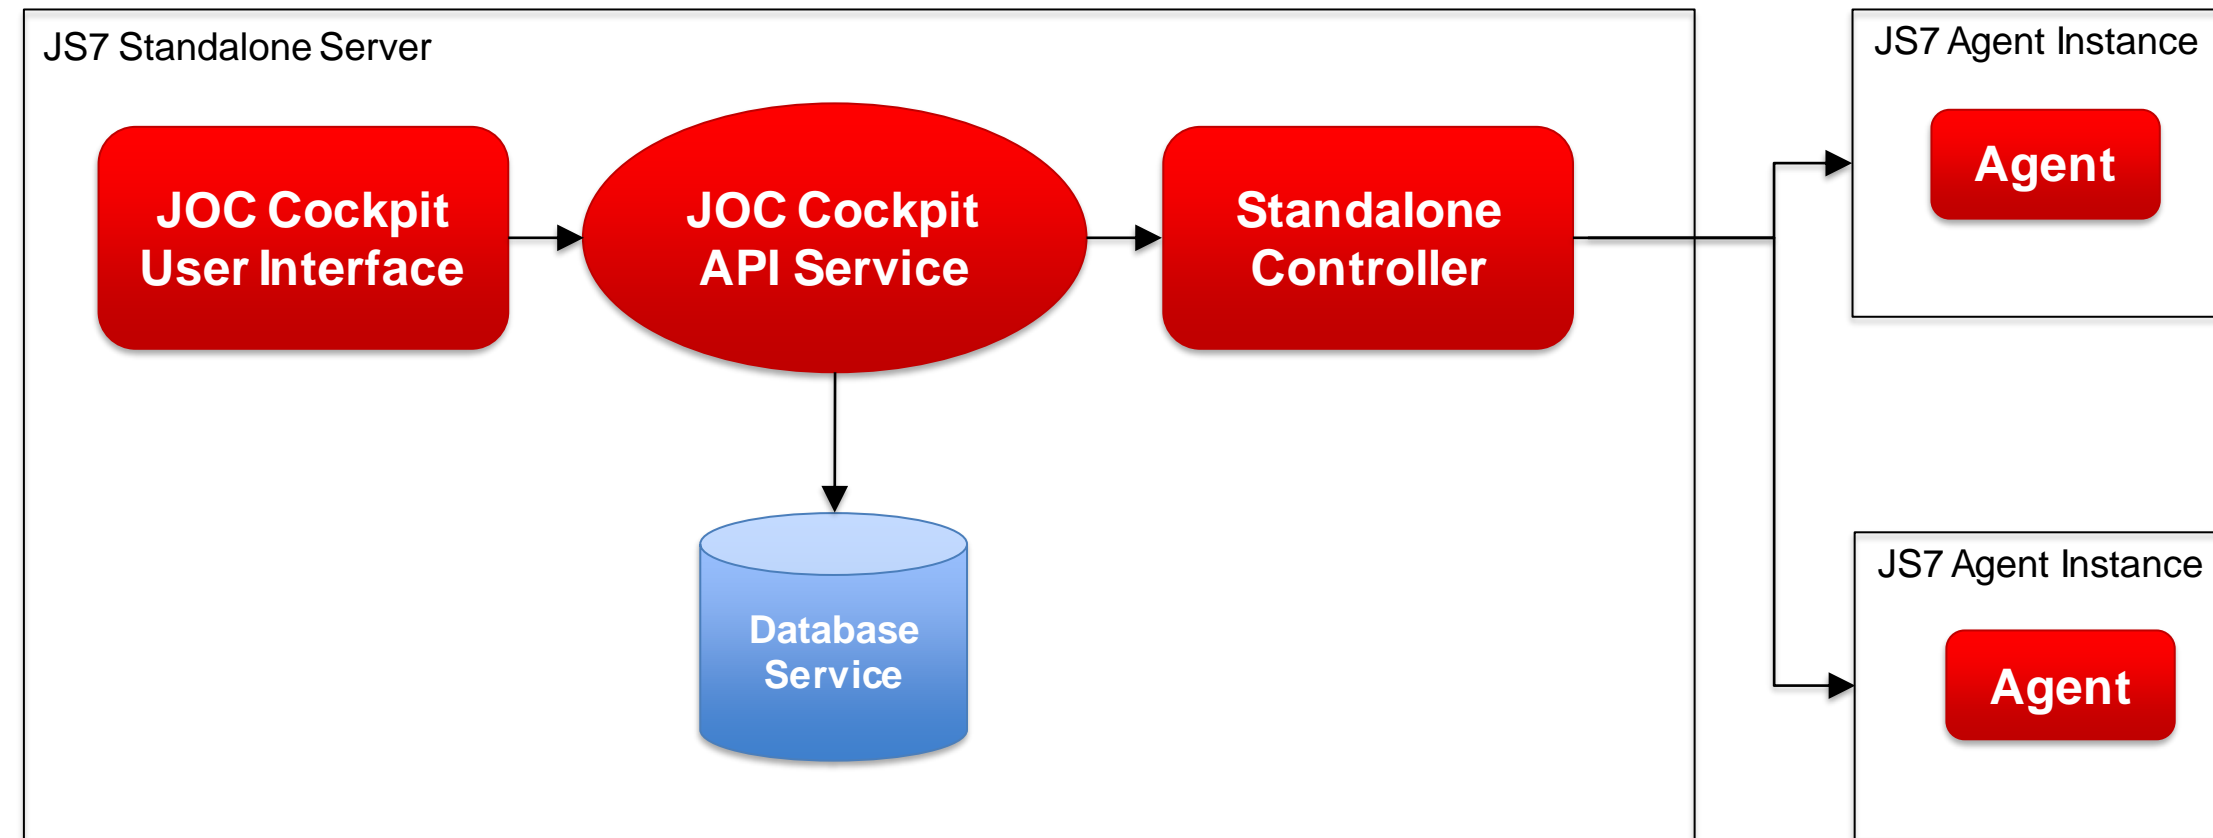 JS7 Standalone Server
JOC Cockpit
User Interface
JOC Cockpit
API Service
Standalone
Controller
Database
Service
JS7 Agent Instance
Agent
JS7 Agent Instance
Agent